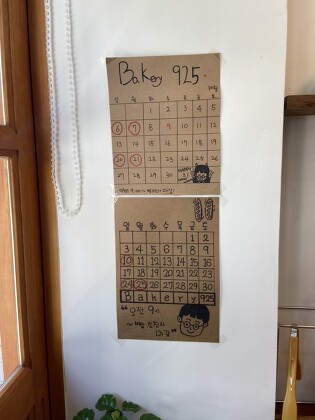 Bakery 925
10월
일 월 화 수 목 금 토
1 2 3 4 5
6 7 8 9 10 11 12
13 14 15 16 17 18 19
20 21 22 23 24 25 26
27 28 29 30
일 월 화 수 목 금 토
1 2
3 4 5 6 7 8 9
10 11 12 13 14 15 16
17 18 19 20 21 22 23
24 25 26 27 28 29 30
Bakery 925
"오전 9시
~ 빵 소진시
마감"